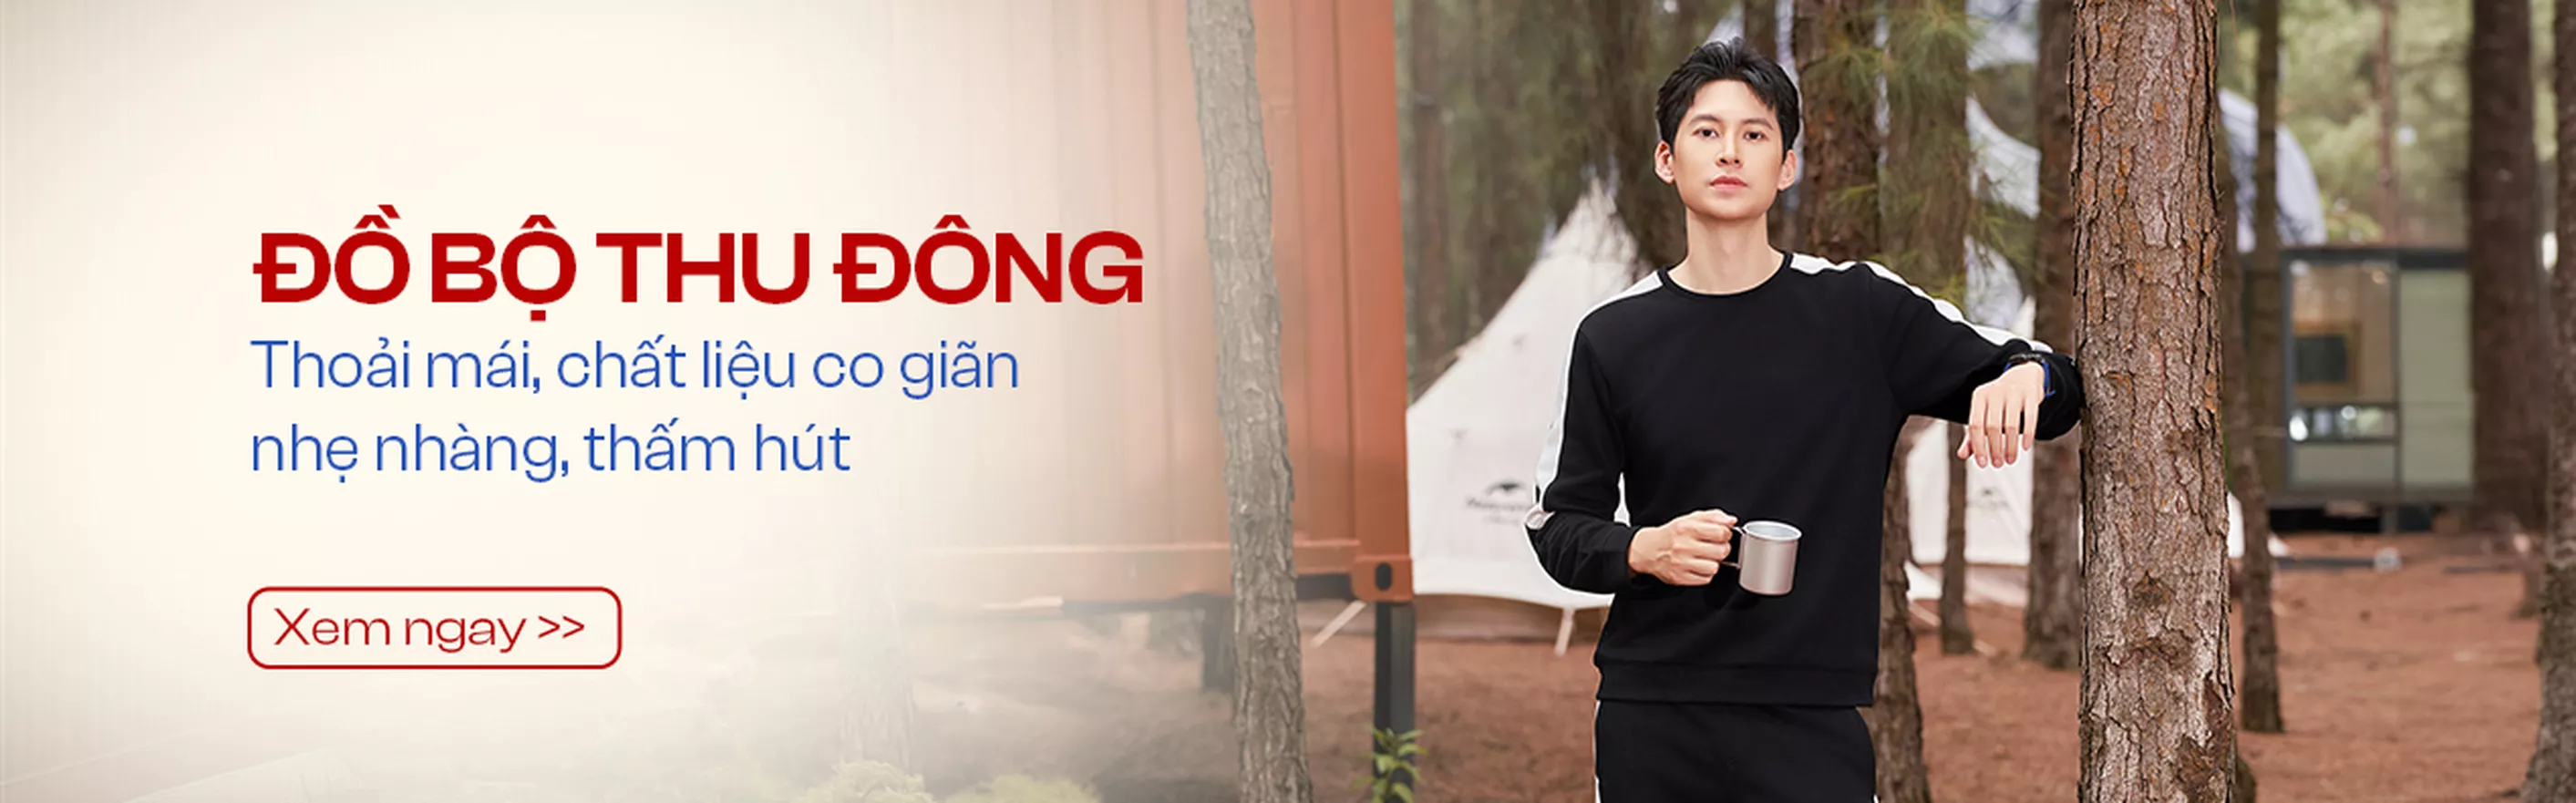 ĐỒ BỘ THU ĐÔNG
Thoải mái, chất liệu co giãn
nhẹ nhàng, thấm hút
Xem ngay >>